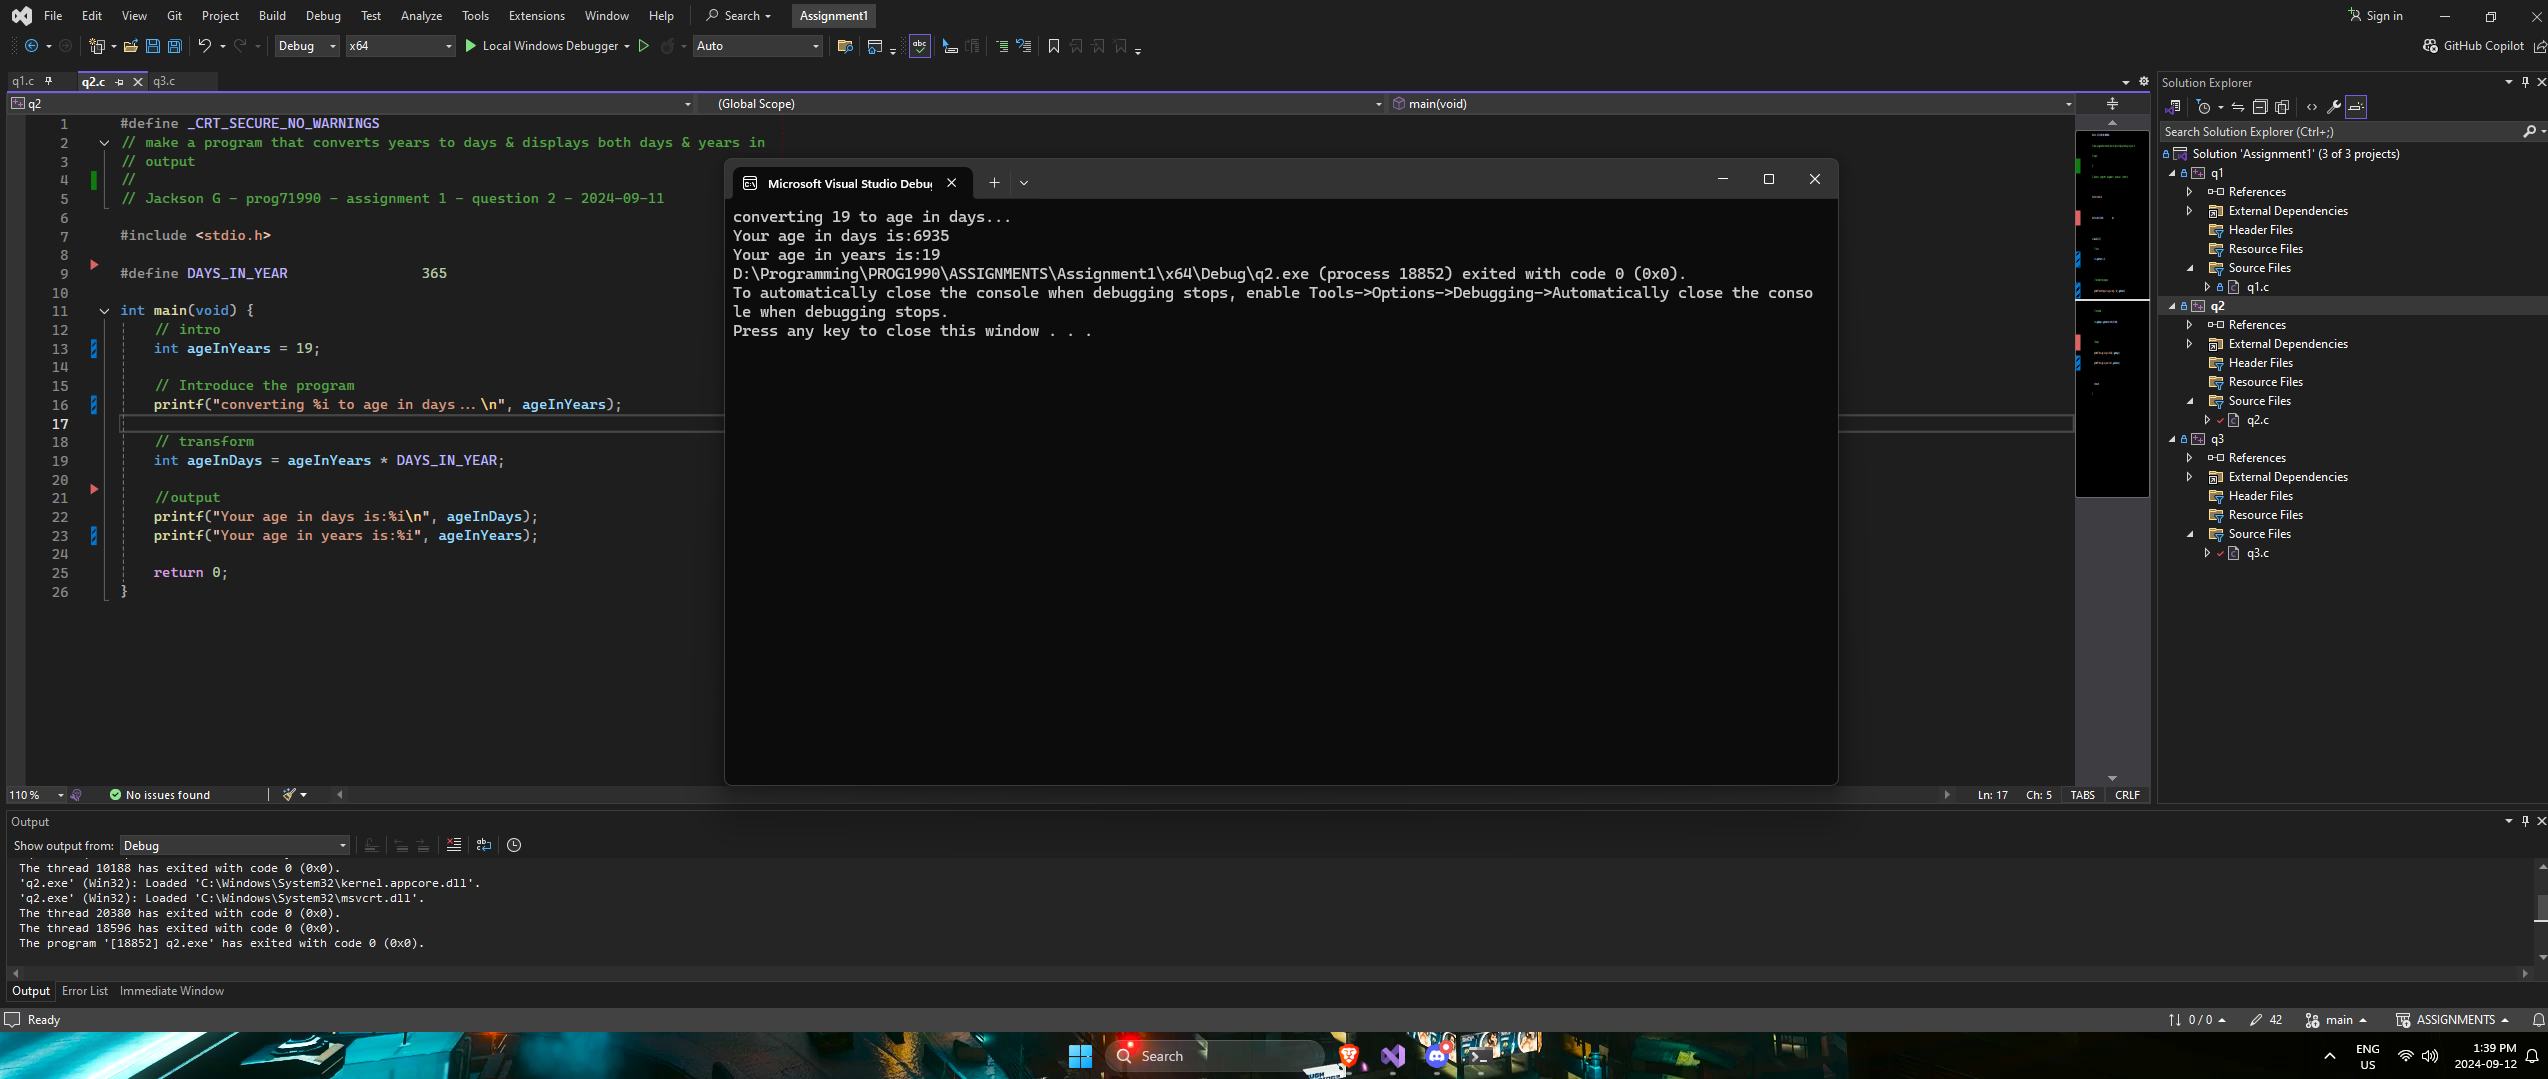 File Edit View Git Project Build Debug Test Analyze Tools Extensions Window Help Search Assignment1 Sign in
Debug x64 Local Windows Debugger Auto GitHub Copilot
q1.c q2.c q3.c
q2 (Global Scope) main(void)
1 #define _CRT_SECURE_NO_WARNINGS
2 // make a program that converts years to days & displays both days & years in
3 // output
4 //
5 // Jackson G - prog71990 - assignment 1 - question 2 - 2024-09-11
6
7 #include <stdio.h>
8
9 #define DAYS_IN_YEAR 365
10
11 int main(void) {
12 // intro
13 int ageInYears = 19;
14
15 // Introduce the program
16 printf("converting %i to age in days...\n", ageInYears);
17
18 // transform
19 int ageInDays = ageInYears * DAYS_IN_YEAR;
20
21 //output
22 printf("Your age in days is:%i\n", ageInDays);
23 printf("Your age in years is:%i", ageInYears);
24
25 return 0;
26 }
Microsoft Visual Studio Debug
converting 19 to age in days...
Your age in days is:6935
Your age in years is:19
D:\Programming\PROG1990\ASSIGNMENTS\Assignment1\x64\Debug\q2.exe (process 18852) exited with code 0 (0x0).
To automatically close the console when debugging stops, enable Tools->Options->Debugging->Automatically close the conso
le when debugging stops.
Press any key to close this window . . .
110 % No issues found Ln: 17 Ch: 5 TABS CRLF
Solution Explorer
Search Solution Explorer (Ctrl+;)
Solution 'Assignment1' (3 of 3 projects)
q1
References
External Dependencies
Header Files
Resource Files
Source Files
q1.c
q2
References
External Dependencies
Header Files
Resource Files
Source Files
q2.c
q3
References
External Dependencies
Header Files
Resource Files
Source Files
q3.c
Output
Show output from: Debug
The thread 10188 has exited with code 0 (0x0).
'q2.exe' (Win32): Loaded 'C:\Windows\System32\kernel.appcore.dll'.
'q2.exe' (Win32): Loaded 'C:\Windows\System32\msvcrt.dll'.
The thread 20380 has exited with code 0 (0x0).
The thread 18596 has exited with code 0 (0x0).
The program '[18852] q2.exe' has exited with code 0 (0x0).
Output Error List Immediate Window
Ready 0 / 0 42 main ASSIGNMENTS
Search
ENG
US
1:39 PM
2024-09-12